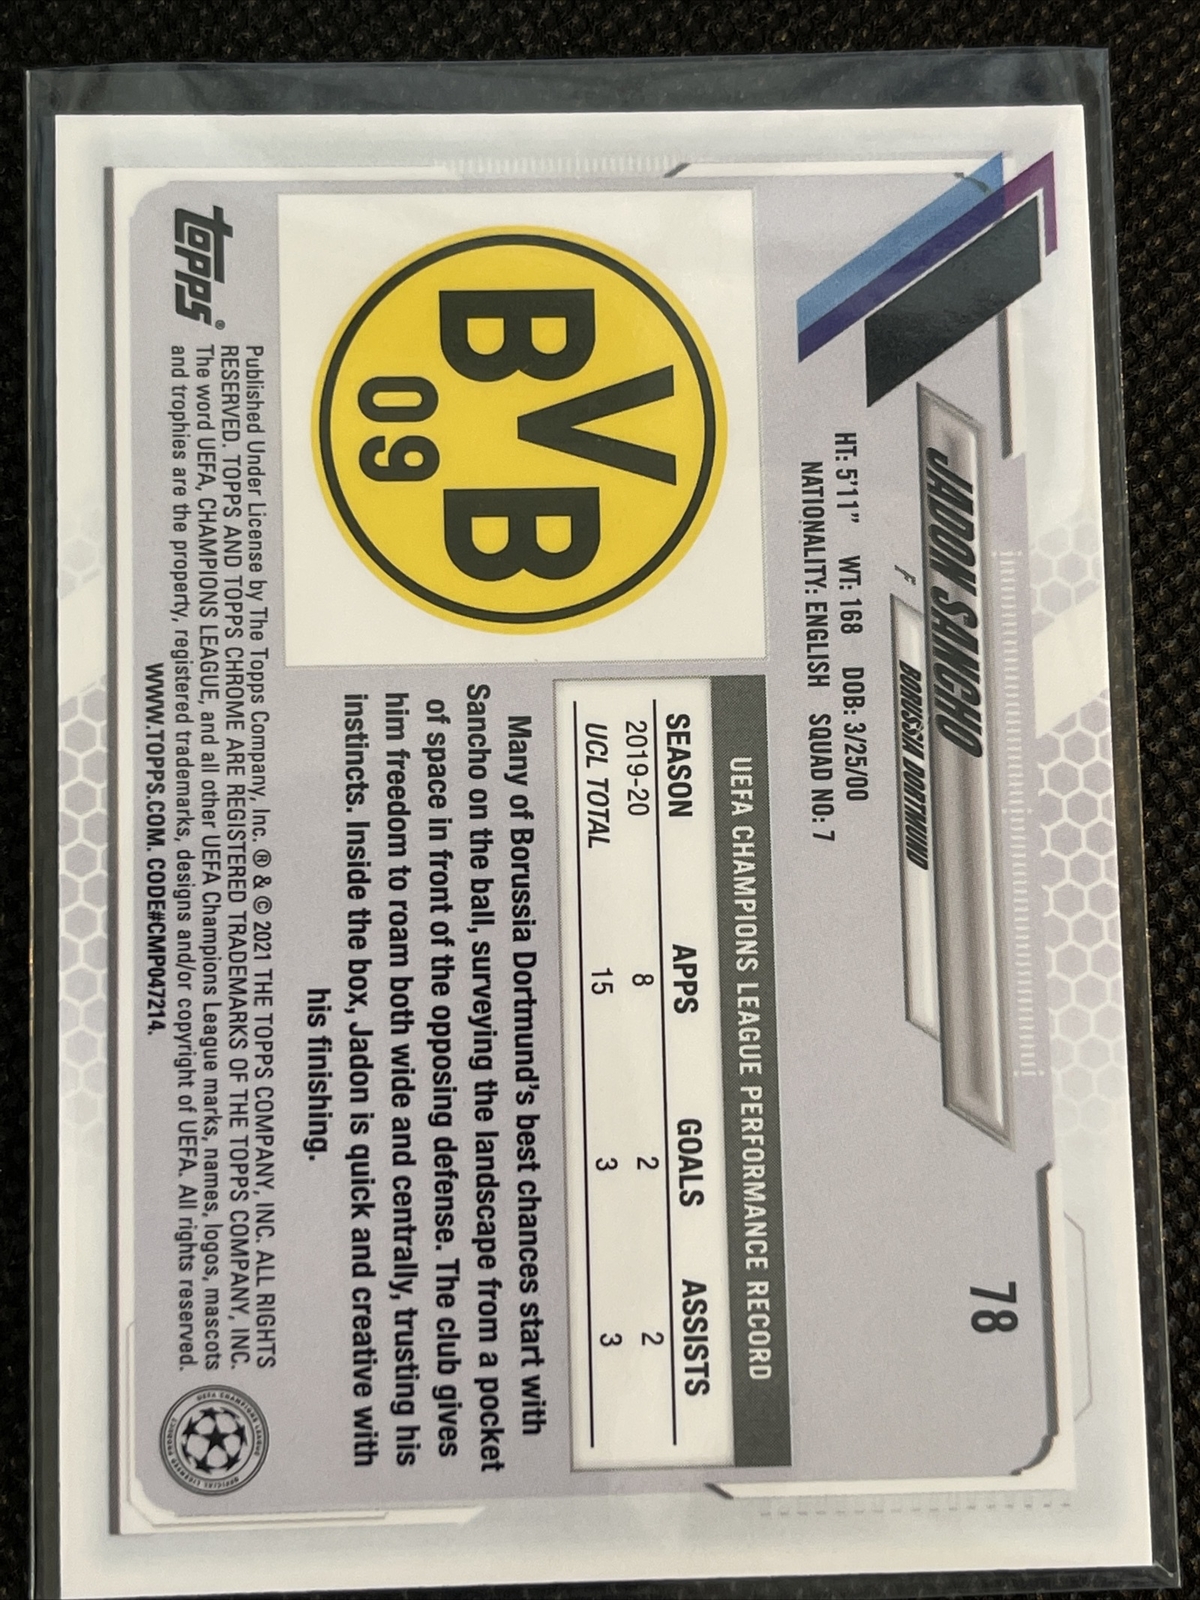 78
JADON SANCHO
F
BORUSSIA DORTMUND
HT: 5'11" WT: 168 DOB: 3/25/00
NATIONALITY: ENGLISH SQUAD NO: 7
BVB
09
UEFA CHAMPIONS LEAGUE PERFORMANCE RECORD
SEASON APPS GOALS ASSISTS
2019-20 8 2 2
UCL TOTAL 15 3 3
Many of Borussia Dortmund's best chances start with
Sancho on the ball, surveying the landscape from a pocket
of space in front of the opposing defense. The club gives
him freedom to roam both wide and centrally, trusting his
instincts. Inside the box, Jadon is quick and creative with
his finishing.
topps®
Published Under License by The Topps Company, Inc. ® & © 2021 THE TOPPS COMPANY, INC. ALL RIGHTS
RESERVED. TOPPS AND TOPPS CHROME ARE REGISTERED TRADEMARKS OF THE TOPPS COMPANY, INC.
The word UEFA, CHAMPIONS LEAGUE, and all other UEFA Champions League marks, names, logos, mascots
and trophies are the property, registered trademarks, designs and/or copyright of UEFA. All rights reserved.
WWW.TOPPS.COM. CODE#CMP047214.
UEFA CHAMPIONS LEAGUE
OFFICIAL LICENSED PRODUCT